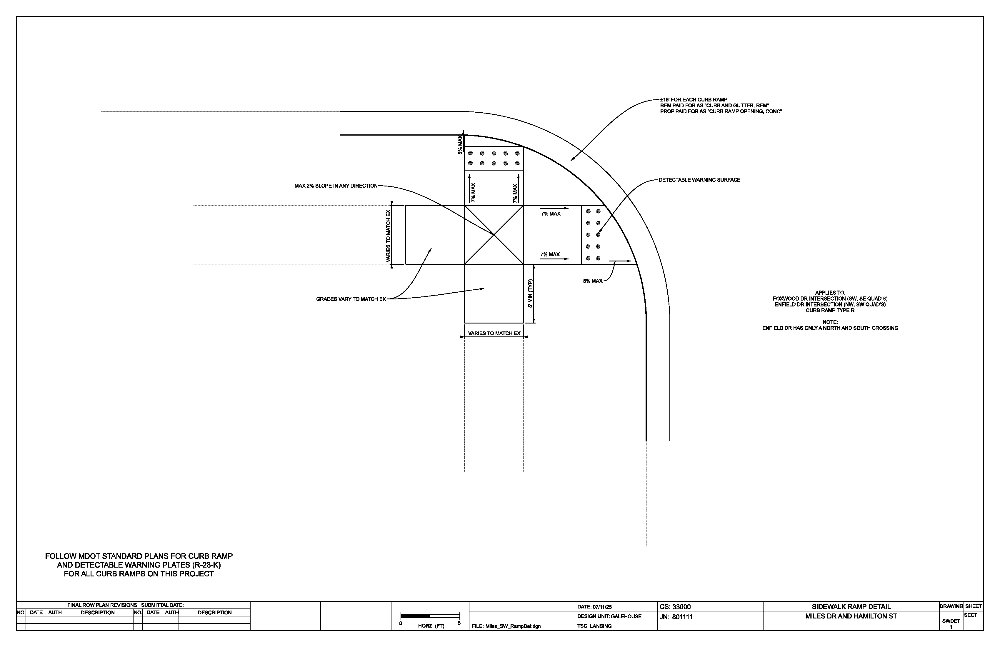 ±15' FOR EACH CURB RAMP
REM PAID FOR AS "CURB AND GUTTER, REM"
PROP PAID FOR AS "CURB RAMP OPENING, CONC"
5% MAX
DETECTABLE WARNING SURFACE
MAX 2% SLOPE IN ANY DIRECTION
7% MAX
7% MAX
7% MAX
VARIES TO MATCH EX
7% MAX
5% MAX
GRADES VARY TO MATCH EX
5' MIN (TYP)
VARIES TO MATCH EX
APPLIES TO:
FOXWOOD DR INTERSECTION (SW, SE QUAD'S)
ENFIELD DR INTERSECTION (NW, SW QUAD'S)
CURB RAMP TYPE R
NOTE:
ENFIELD DR HAS ONLY A NORTH AND SOUTH CROSSING
FOLLOW MDOT STANDARD PLANS FOR CURB RAMP
AND DETECTABLE WARNING PLATES (R-28-K)
FOR ALL CURB RAMPS ON THIS PROJECT
FINAL ROW PLAN REVISIONS SUBMITTAL DATE:
NO. DATE AUTH DESCRIPTION NO. DATE AUTH DESCRIPTION
0 5
HORZ. (FT)
FILE: Miles_SW_RampDet.dgn
DATE: 07/11/25
DESIGN UNIT:GALEHOUSE
TSC: LANSING
CS: 33000
JN: 801111
SIDEWALK RAMP DETAIL
MILES DR AND HAMILTON ST
DRAWING SHEET
SWDET
1
SECT